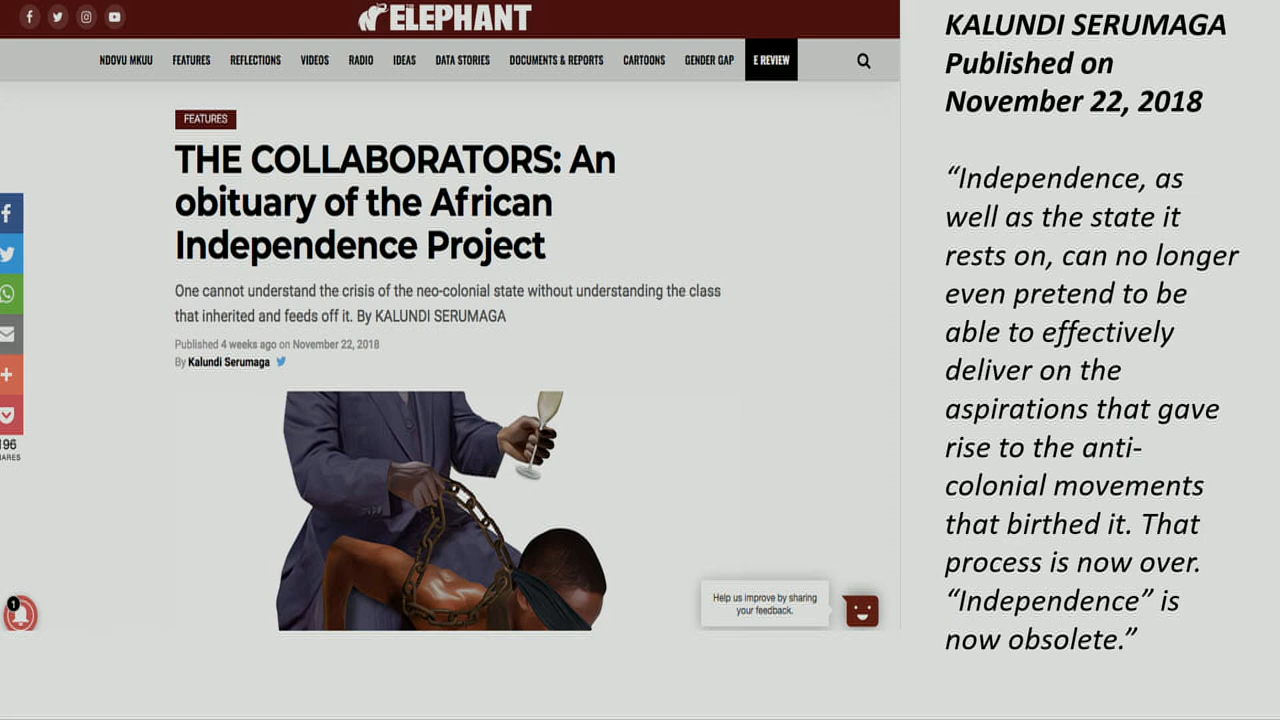 ELEPHANT
NDOVU MKUU FEATURES REFLECTIONS VIDEOS RADIO IDEAS DATA STORIES DOCUMENTS & REPORTS CARTOONS GENDER GAP E REVIEW
FEATURES
THE COLLABORATORS: An
obituary of the African
Independence Project
One cannot understand the crisis of the neo-colonial state without understanding the class
that inherited and feeds off it. By KALUNDI SERUMAGA
Published 4 weeks ago on November 22, 2018
By Kalundi Serumaga
196
HARES
1
Help us improve by sharing
your feedback.
KALUNDI SERUMAGA
Published on
November 22, 2018
“Independence, as
well as the state it
rests on, can no longer
even pretend to be
able to effectively
deliver on the
aspirations that gave
rise to the anti-
colonial movements
that birthed it. That
process is now over.
“Independence” is
now obsolete.”